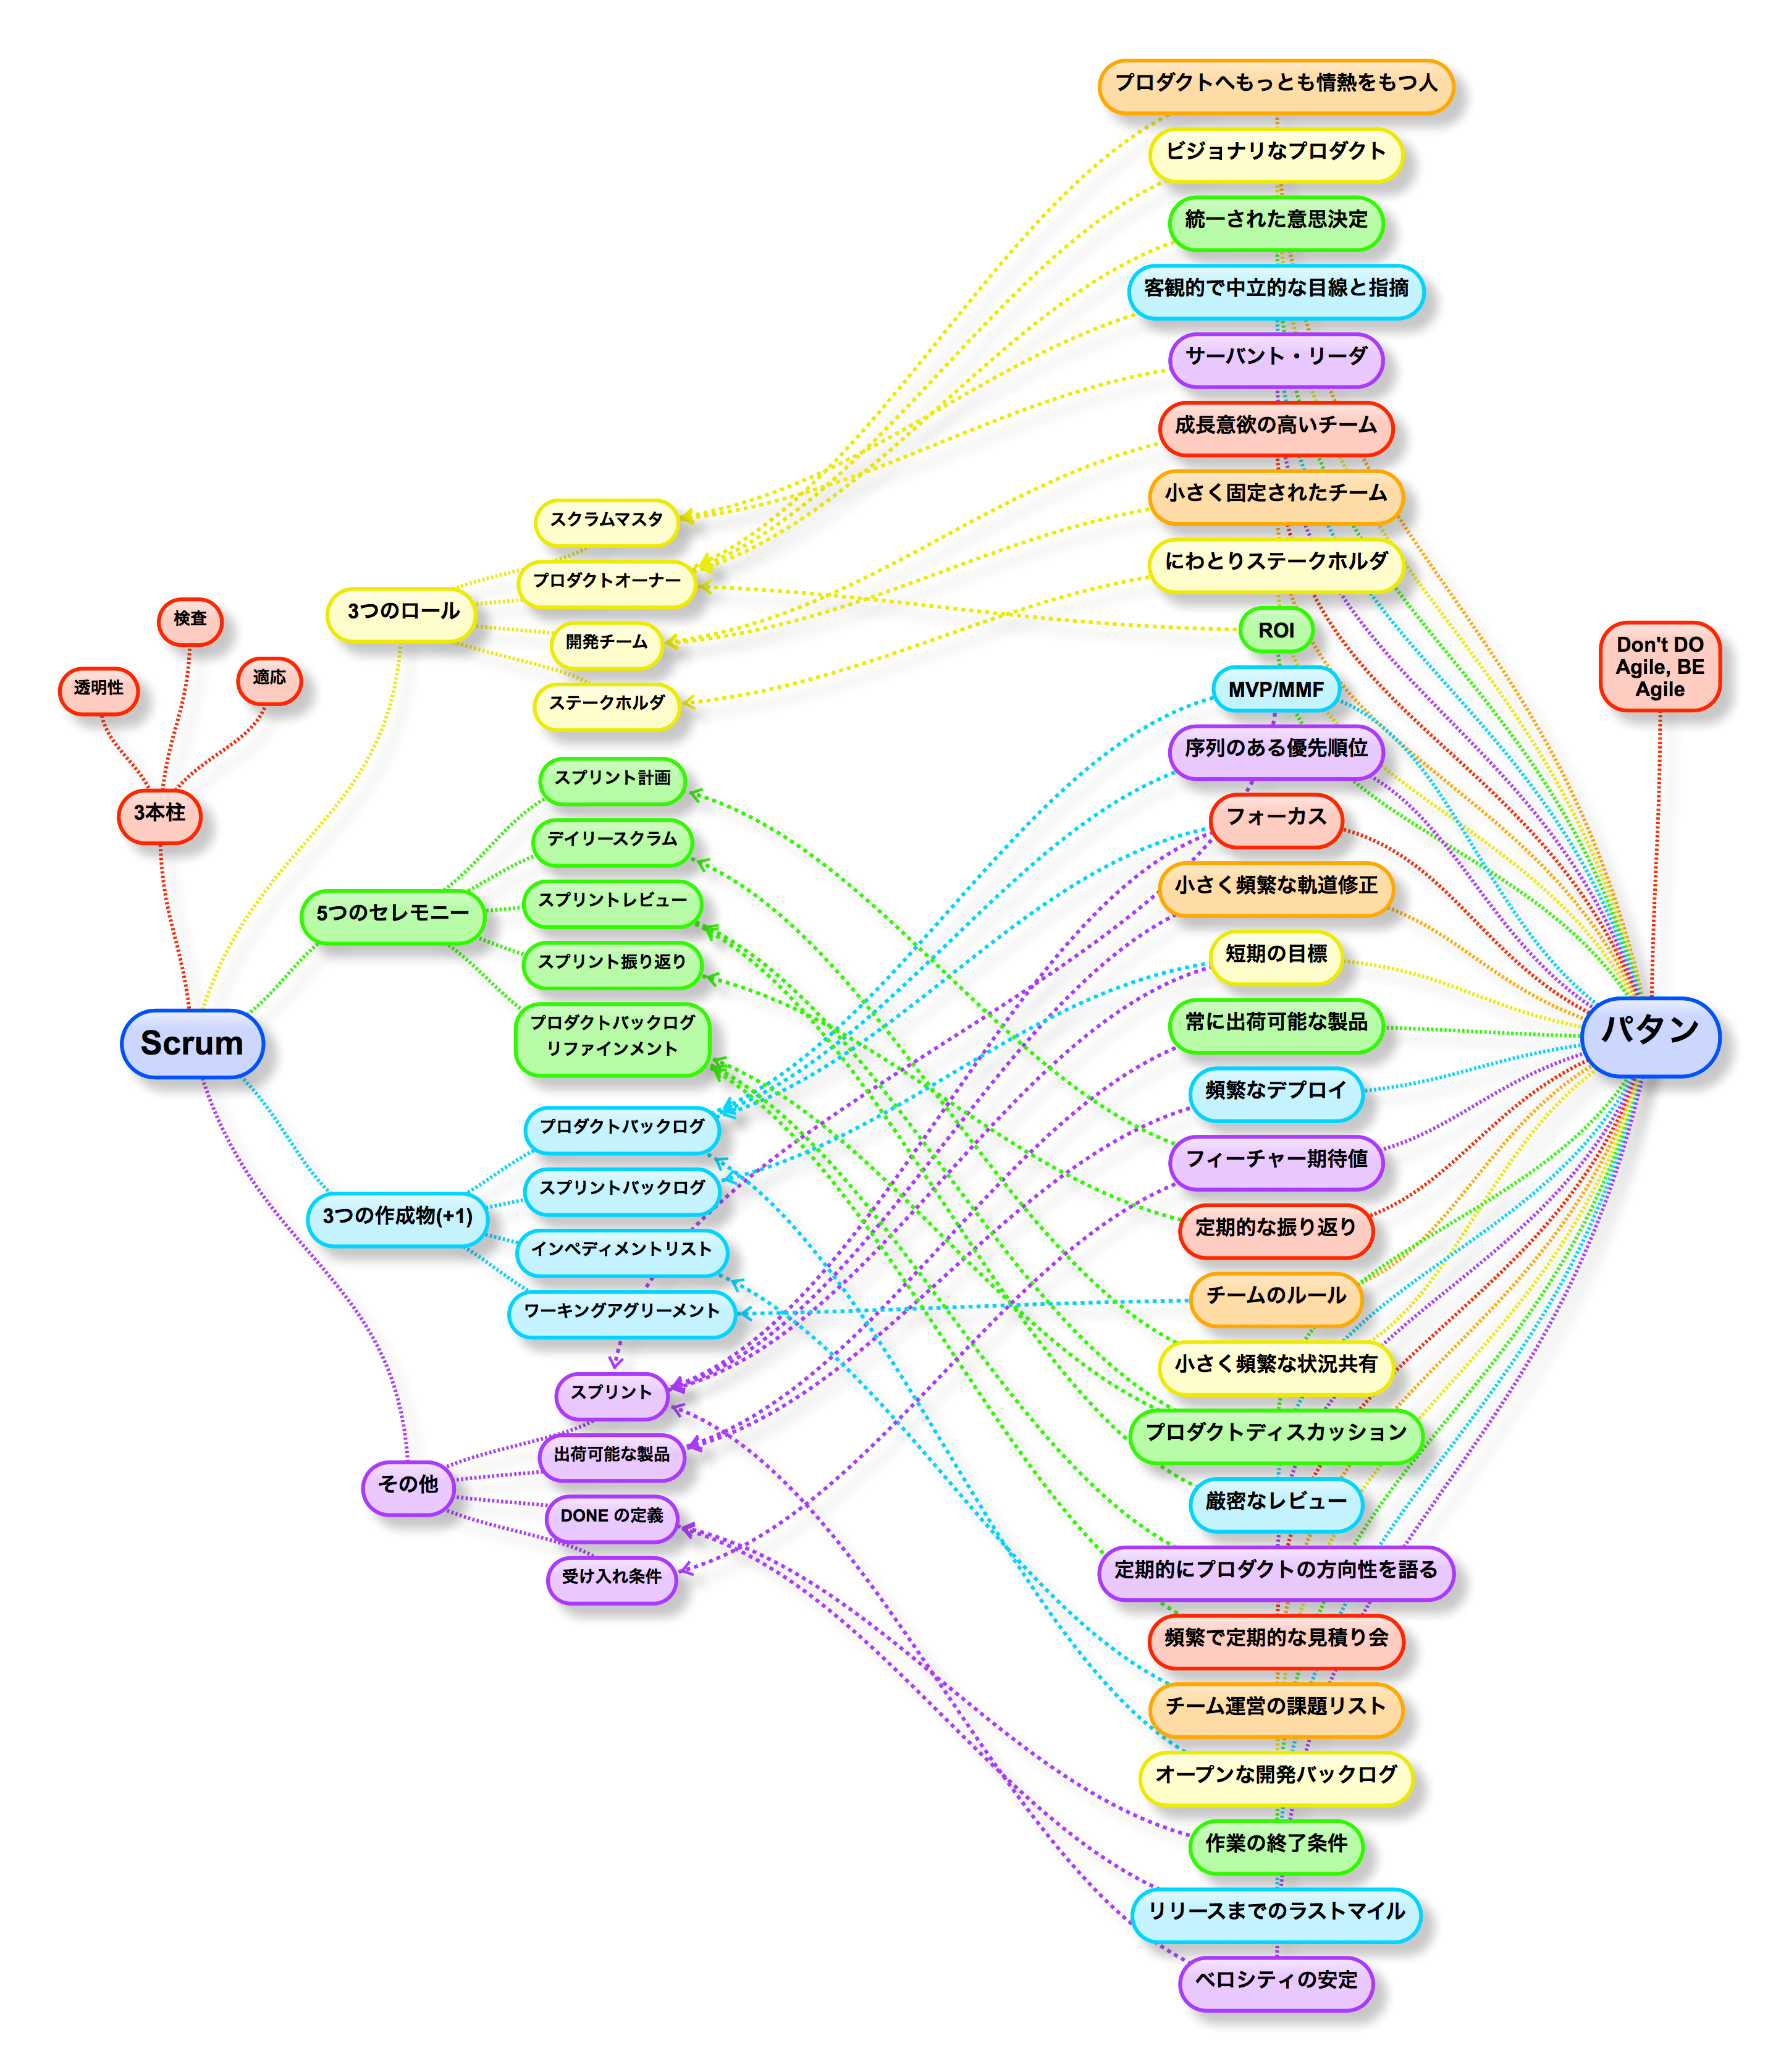 Scrum
3本柱
透明性
検査
適応
3つのロール
スクラムマスタ
プロダクトオーナー
開発チーム
ステークホルダ
5つのセレモニー
スプリント計画
デイリースクラム
スプリントレビュー
スプリント振り返り
プロダクトバックログ
リファインメント
3つの作成物(+1)
プロダクトバックログ
スプリントバックログ
インペディメントリスト
ワーキングアグリーメント
その他
スプリント
出荷可能な製品
DONE の定義
受け入れ条件
プロダクトへもっとも情熱をもつ人
ビジョナリなプロダクト
統一された意思決定
客観的で中立的な目線と指摘
サーバント・リーダ
成長意欲の高いチーム
小さく固定されたチーム
にわとりステークホルダ
ROI
MVP/MMF
序列のある優先順位
フォーカス
小さく頻繁な軌道修正
短期の目標
常に出荷可能な製品
頻繁なデプロイ
フィーチャー期待値
定期的な振り返り
チームのルール
小さく頻繁な状況共有
プロダクトディスカッション
厳密なレビュー
定期的にプロダクトの方向性を語る
頻繁で定期的な見積り会
チーム運営の課題リスト
オープンな開発バックログ
作業の終了条件
リリースまでのラストマイル
ベロシティの安定
Don't DO
Agile, BE
Agile
パタン